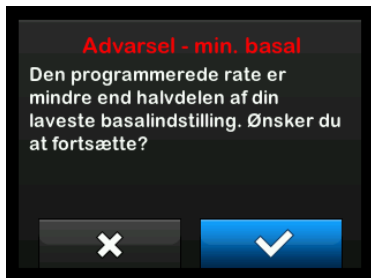 Advarsel - min. basal
Den programmerede rate er
mindre end halvdelen af din
laveste basalindstilling. Ønsker du
at fortsætte?